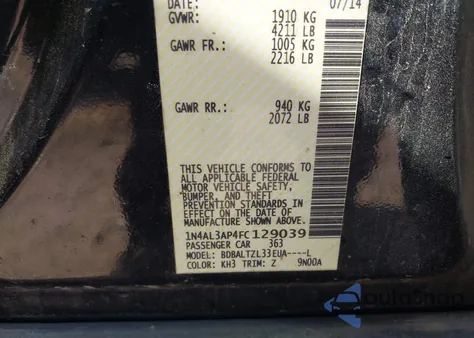 DATE: 07/14
GVWR: 1910 KG
4211 LB
GAWR FR.: 1005 KG
2216 LB
GAWR RR.: 940 KG
2072 LB
THIS VEHICLE CONFORMS TO
ALL APPLICABLE FEDERAL
MOTOR VEHICLE SAFETY,
BUMPER, AND THEFT
PREVENTION STANDARDS IN
EFFECT ON THE DATE OF
MANUFACTURE SHOWN ABOVE.
1N4AL3AP4FC129039
PASSENGER CAR 363
MODEL: BDBALTZL33EUA----L
COLOR: KH3 TRIM: Z 9N00A
autoSnap